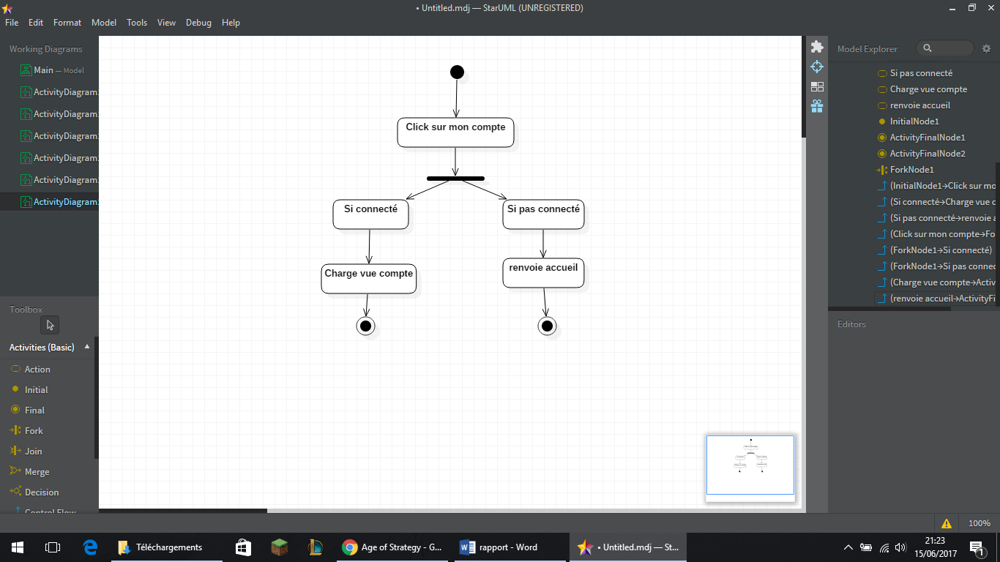 • Untitled.mdj — StarUML (UNREGISTERED)
File Edit Format Model Tools View Debug Help
Working Diagrams
Main — Model
ActivityDiagram
ActivityDiagram
ActivityDiagram
ActivityDiagram
ActivityDiagram
ActivityDiagram
Toolbox
Activities (Basic)
Action
Initial
Final
Fork
Join
Merge
Decision
Control Flow
Click sur mon compte
Si connecté
Si pas connecté
Charge vue compte
renvoie accueil
Model Explorer
Si pas connecté
Charge vue compte
renvoie accueil
InitialNode1
ActivityFinalNode1
ActivityFinalNode2
ForkNode1
(InitialNode1→Click sur mo
(Si connecté→Charge vue c
(Si pas connecté→renvoie a
(Click sur mon compte→Fo
(ForkNode1→Si connecté)
(ForkNode1→Si pas connec
(Charge vue compte→Activ
(renvoie accueil→ActivityFi
Editors
100%
Téléchargements
Age of Strategy - G...
rapport - Word
• Untitled.mdj — St...
21:23
15/06/2017
1